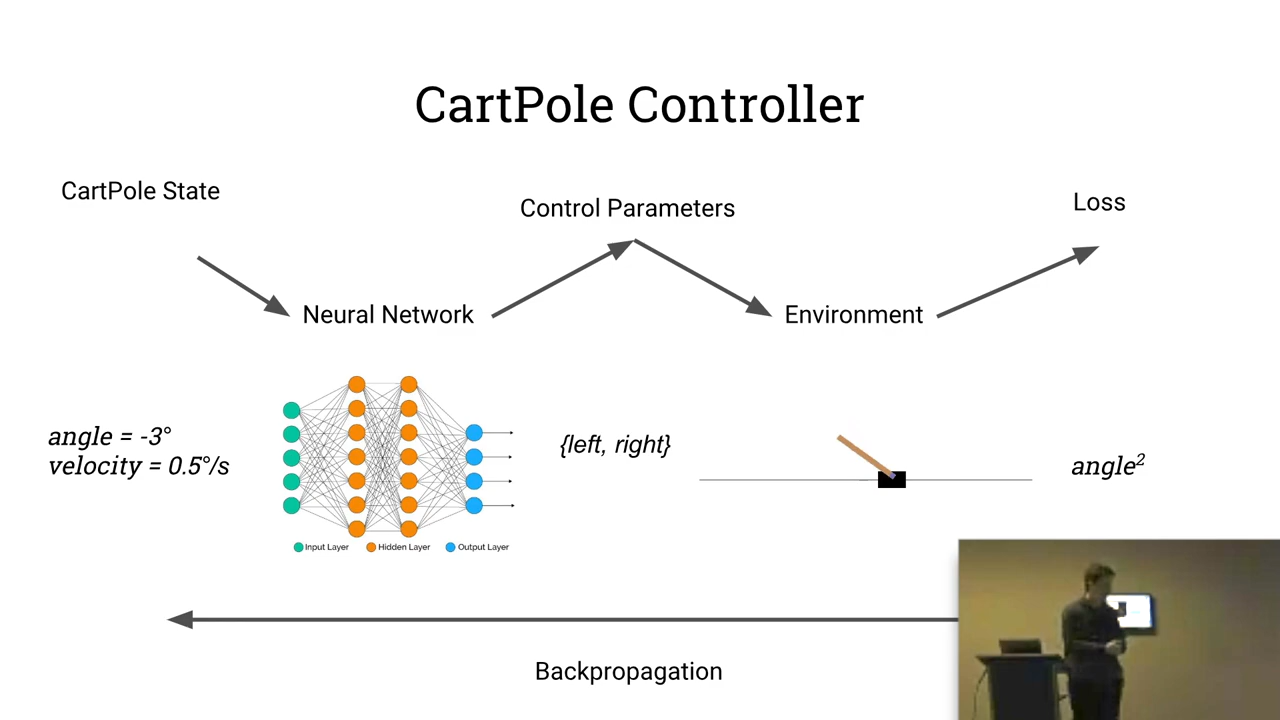 CartPole Controller
CartPole State
Control Parameters
Loss
Neural Network
Environment
angle = -3°
velocity = 0.5°/s
{left, right}
angle²
Input Layer
Hidden Layer
Output Layer
Backpropagation